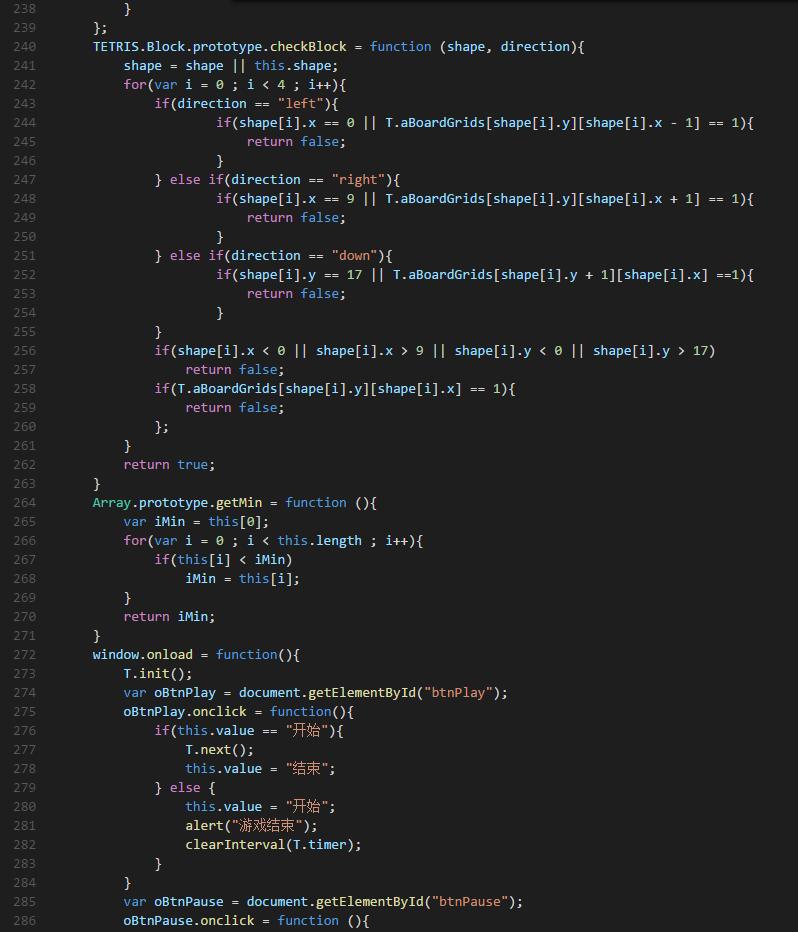 238 }
239 };
240 TETRIS.Block.prototype.checkBlock = function (shape, direction){
241 shape = shape || this.shape;
242 for(var i = 0 ; i < 4 ; i++){
243 if(direction == "left"){
244 if(shape[i].x == 0 || T.aBoardGrids[shape[i].y][shape[i].x - 1] == 1){
245 return false;
246 }
247 } else if(direction == "right"){
248 if(shape[i].x == 9 || T.aBoardGrids[shape[i].y][shape[i].x + 1] == 1){
249 return false;
250 }
251 } else if(direction == "down"){
252 if(shape[i].y == 17 || T.aBoardGrids[shape[i].y + 1][shape[i].x] ==1){
253 return false;
254 }
255 }
256 if(shape[i].x < 0 || shape[i].x > 9 || shape[i].y < 0 || shape[i].y > 17)
257 return false;
258 if(T.aBoardGrids[shape[i].y][shape[i].x] == 1){
259 return false;
260 };
261 }
262 return true;
263 }
264 Array.prototype.getMin = function (){
265 var iMin = this[0];
266 for(var i = 0 ; i < this.length ; i++){
267 if(this[i] < iMin)
268 iMin = this[i];
269 }
270 return iMin;
271 }
272 window.onload = function(){
273 T.init();
274 var oBtnPlay = document.getElementById("btnPlay");
275 oBtnPlay.onclick = function(){
276 if(this.value == "开始"){
277 T.next();
278 this.value = "结束";
279 } else {
280 this.value = "开始";
281 alert("游戏结束");
282 clearInterval(T.timer);
283 }
284 }
285 var oBtnPause = document.getElementById("btnPause");
286 oBtnPause.onclick = function (){